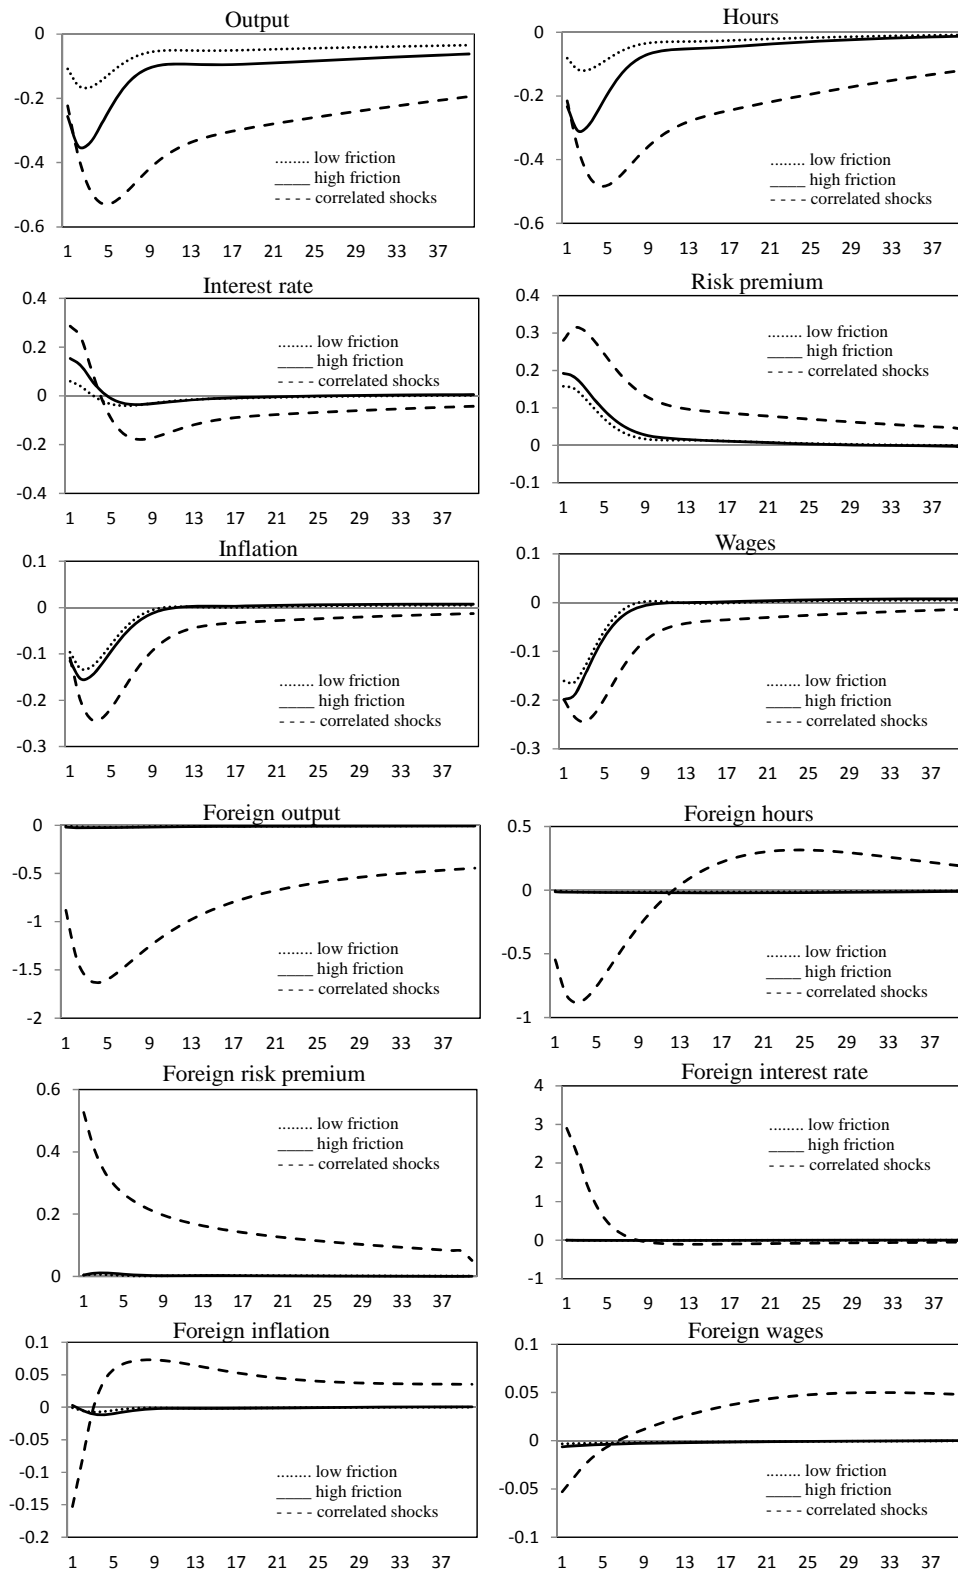 Output
0
-0.2
-0.4
-0.6
........ low friction
____ high friction
- - - - correlated shocks
1 5 9 13 17 21 25 29 33 37
Hours
0
-0.2
-0.4
-0.6
........ low friction
____ high friction
- - - - correlated shocks
1 5 9 13 17 21 25 29 33 37
Interest rate
0.4
0.2
0
-0.2
-0.4
........ low friction
____ high friction
- - - - correlated shocks
1 5 9 13 17 21 25 29 33 37
Risk premium
0.4
0.3
0.2
0.1
0
-0.1
........ low friction
____ high friction
- - - - correlated shocks
1 5 9 13 17 21 25 29 33 37
Inflation
0.1
0
-0.1
-0.2
-0.3
........ low friction
____ high friction
- - - - correlated shocks
1 5 9 13 17 21 25 29 33 37
Wages
0.1
0
-0.1
-0.2
-0.3
........ low friction
____ high friction
- - - - correlated shocks
1 5 9 13 17 21 25 29 33 37
Foreign output
0
-0.5
-1
-1.5
-2
........ low friction
____ high friction
- - - - correlated shocks
1 5 9 13 17 21 25 29 33 37
Foreign hours
0.5
0
-0.5
-1
........ low friction
____ high friction
- - - - correlated shocks
1 5 9 13 17 21 25 29 33 37
Foreign risk premium
0.6
0.4
0.2
0
........ low friction
____ high friction
- - - - correlated shocks
1 5 9 13 17 21 25 29 33 37
Foreign interest rate
4
3
2
1
0
-1
........ low friction
____ high friction
- - - - correlated shocks
1 5 9 13 17 21 25 29 33 37
Foreign inflation
0.1
0.05
0
-0.05
-0.1
-0.15
-0.2
........ low friction
____ high friction
- - - - correlated shocks
1 5 9 13 17 21 25 29 33 37
Foreign wages
0.1
0.05
0
-0.05
-0.1
........ low friction
____ high friction
- - - - correlated shocks
1 5 9 13 17 21 25 29 33 37